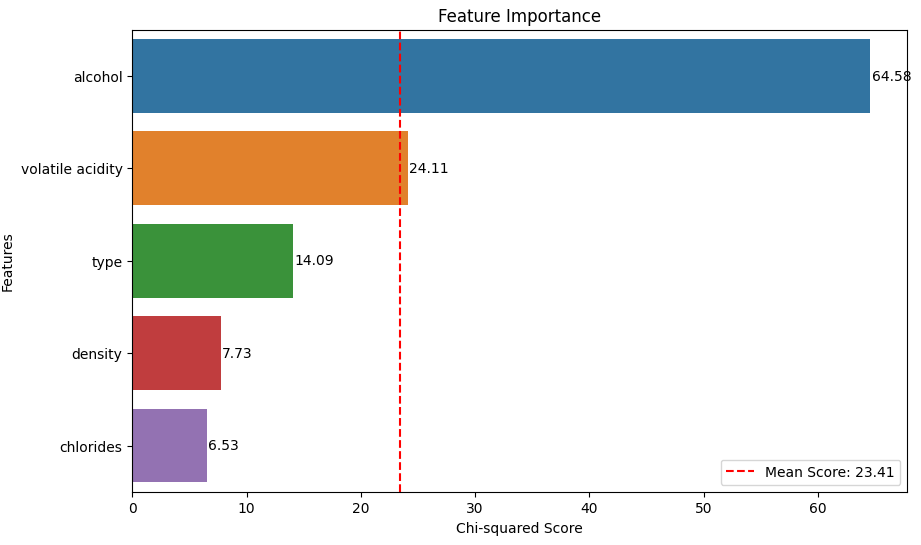 Feature Importance
Features
alcohol
64.58
volatile acidity
24.11
type
14.09
density
7.73
chlorides
6.53
Mean Score: 23.41
0 10 20 30 40 50 60
Chi-squared Score